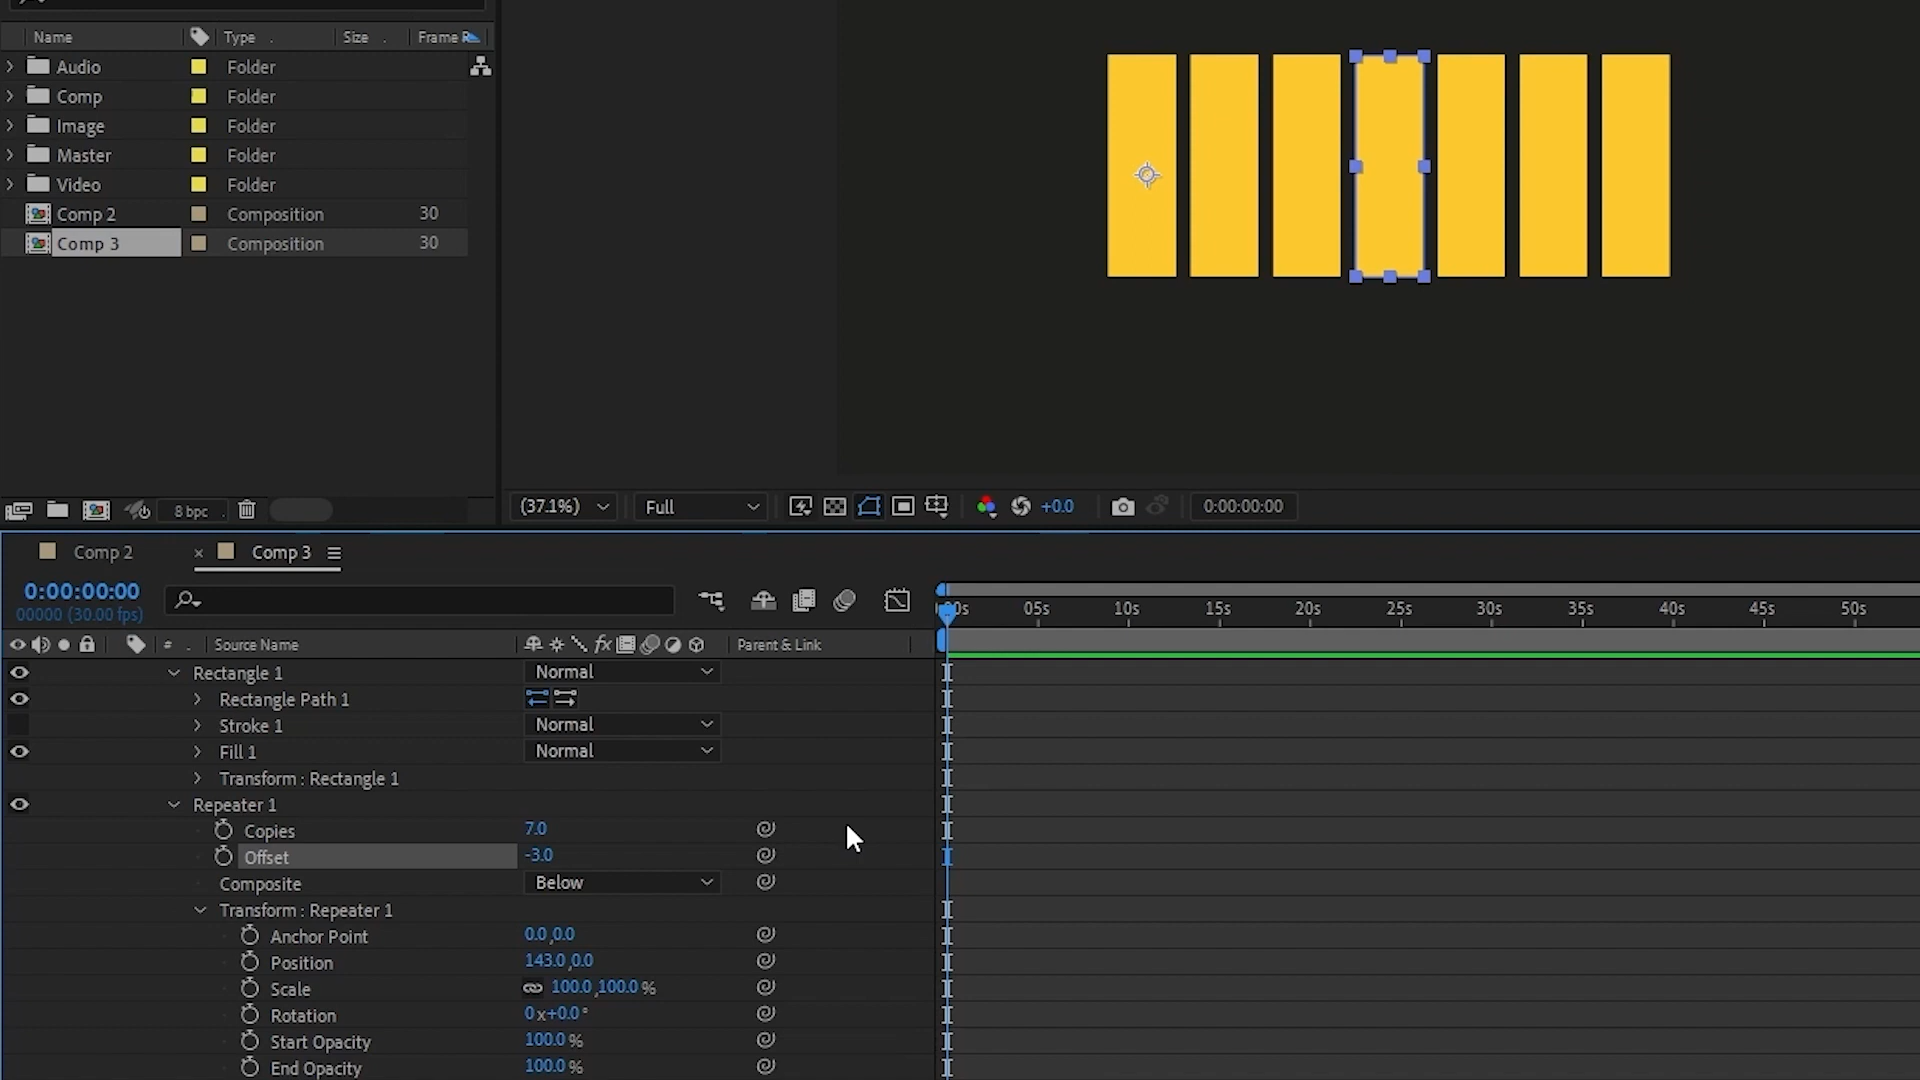 Name Type Size Frame R
Audio Folder
Comp Folder
Image Folder
Master Folder
Video Folder
Comp 2 Composition 30
Comp 3 Composition 30
8 bpc
(37.1%) Full +0.0 0:00:00:00
Comp 2 × Comp 3
0:00:00:00
00000 (30.00 fps)
00s 05s 10s 15s 20s 25s 30s 35s 40s 45s 50s
# Source Name fx Parent & Link
Rectangle 1 Normal
Rectangle Path 1
Stroke 1 Normal
Fill 1 Normal
Transform : Rectangle 1
Repeater 1
Copies 7.0
Offset -3.0
Composite Below
Transform : Repeater 1
Anchor Point 0.0,0.0
Position 143.0,0.0
Scale 100.0,100.0 %
Rotation 0x+0.0°
Start Opacity 100.0 %
End Opacity 100.0 %